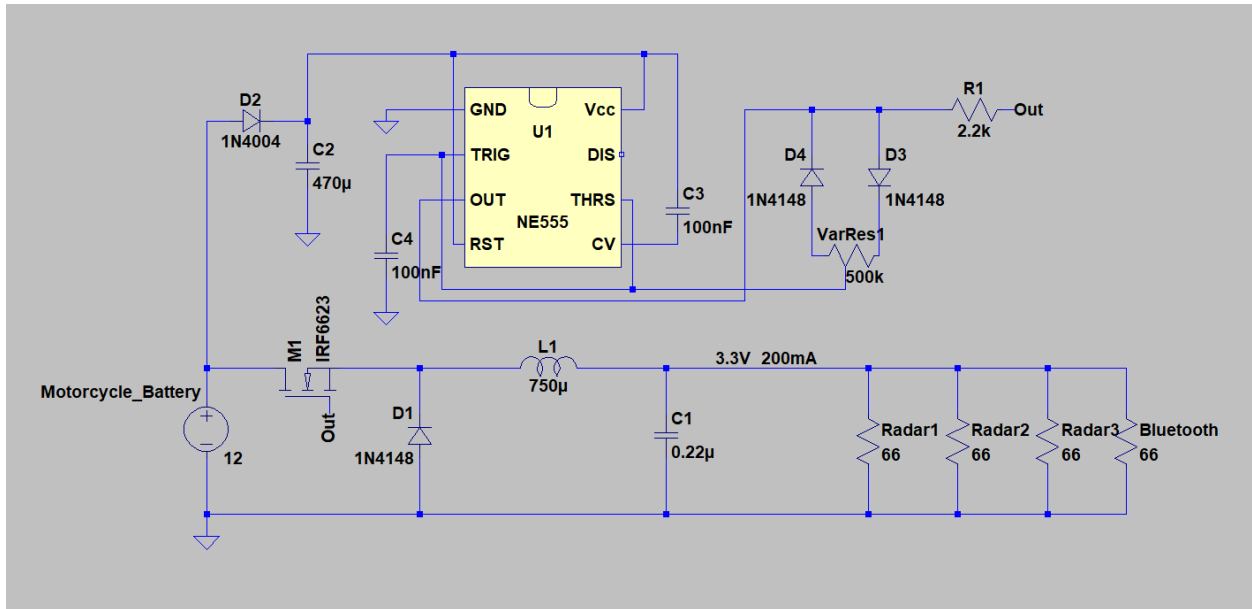 D2
1N4004
C2
470µ
GND
Vcc
U1
TRIG
DIS
OUT
THRS
NE555
RST
CV
C4
100nF
C3
100nF
R1
2.2k
Out
D4
1N4148
D3
1N4148
VarRes1
500k
M1
IRF6623
Out
Motorcycle_Battery
12
D1
1N4148
L1
750µ
3.3V 200mA
C1
0.22µ
Radar1
66
Radar2
66
Radar3
66
Bluetooth
66